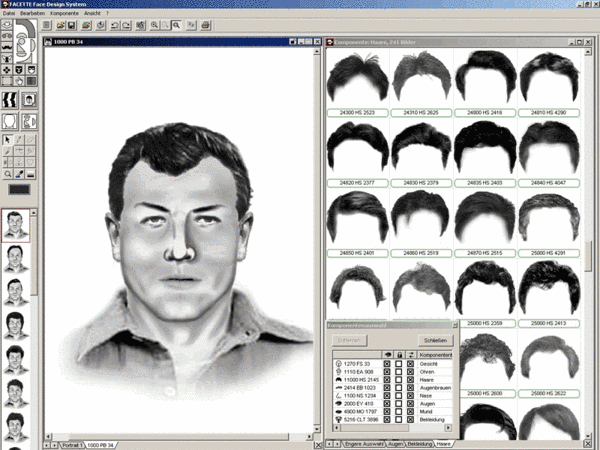 FACETTE Face Design System
Datei Bearbeiten Komponente Ansicht ?
1000 PB 34
Komponente: Haare, 241 Bilder
24300 HS 2523
24310 HS 2625
24800 HS 2416
24810 HS 4290
24820 HS 2377
24830 HS 2379
24835 HS 2403
24840 HS 4047
24850 HS 2401
24860 HS 2519
24870 HS 2515
25000 HS 4291
25000 HS 2359
25000 HS 2413
25000 HS 2600
25000 HS 2622
Komponentenauswahl
Entfernen
Schließen
Komponente
1270 FS 33 Gesicht
1110 EA 908 Ohren
11000 HS 2145 Haare
2414 EB 1023 Augenbrauen
1100 NS 1234 Nase
2000 EY 410 Augen
4900 MO 1797 Mund
5216 CLT 3896 Bekleidung
Portrait 1
1000 PB 34
Engere Auswahl
Augen
Bekleidung
Haare